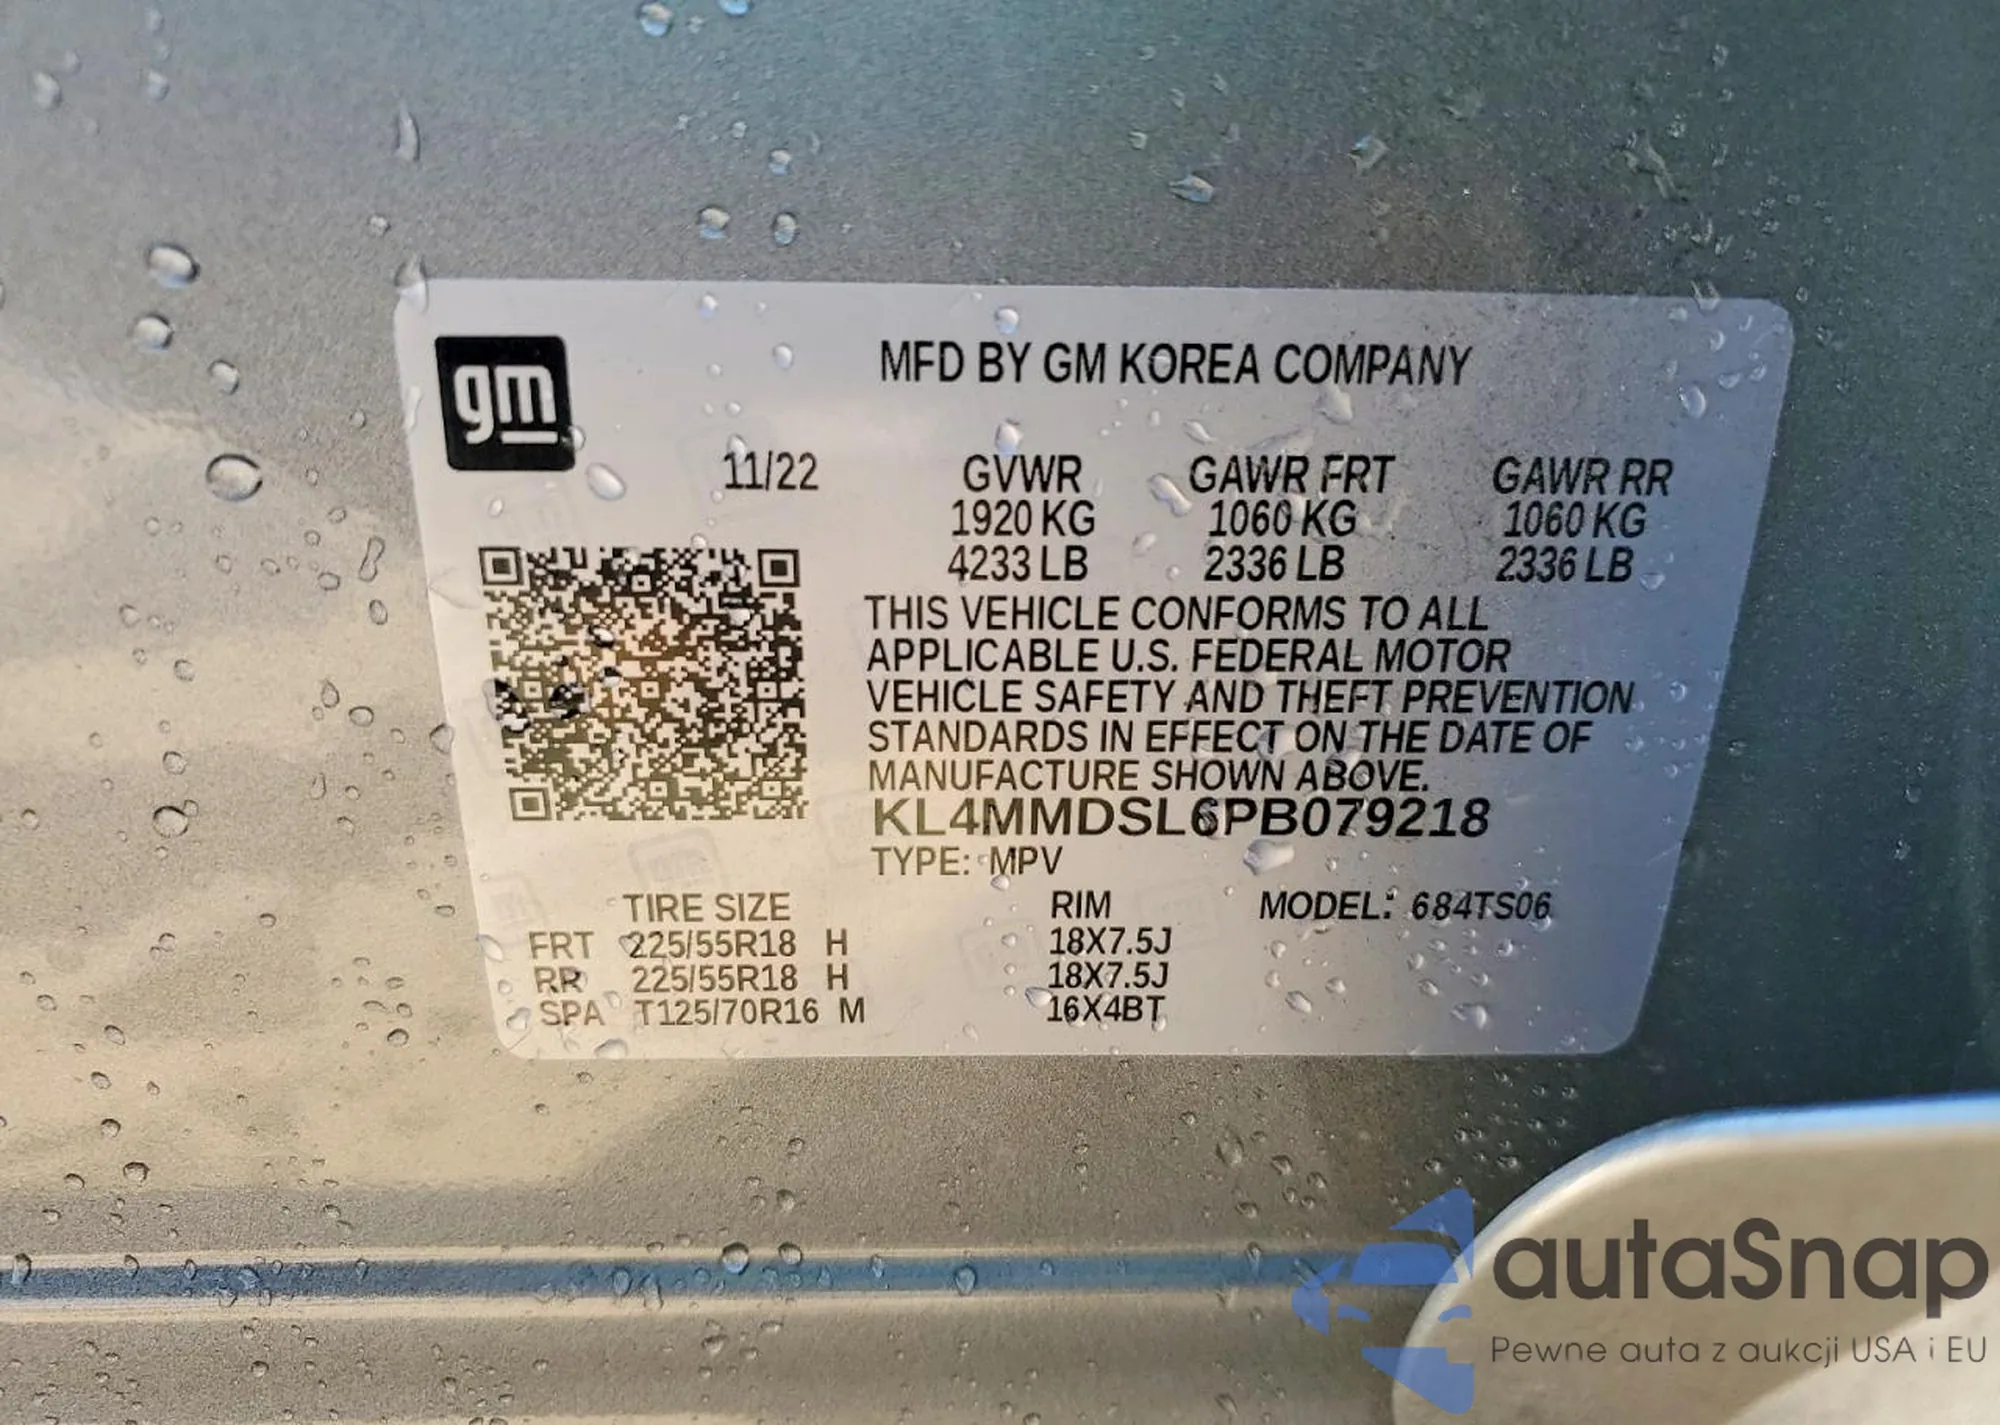 gm
MFD BY GM KOREA COMPANY
11/22 GVWR GAWR FRT GAWR RR
1920 KG 1060 KG 1060 KG
4233 LB 2336 LB 2336 LB
THIS VEHICLE CONFORMS TO ALL
APPLICABLE U.S. FEDERAL MOTOR
VEHICLE SAFETY AND THEFT PREVENTION
STANDARDS IN EFFECT ON THE DATE OF
MANUFACTURE SHOWN ABOVE.
KL4MMDSL6PB079218
TYPE: MPV
TIRE SIZE RIM MODEL: 684TS06
FRT 225/55R18 H 18X7.5J
RR 225/55R18 H 18X7.5J
SPA T125/70R16 M 16X4BT
autaSnap
Pewne auta z aukcji USA i EU